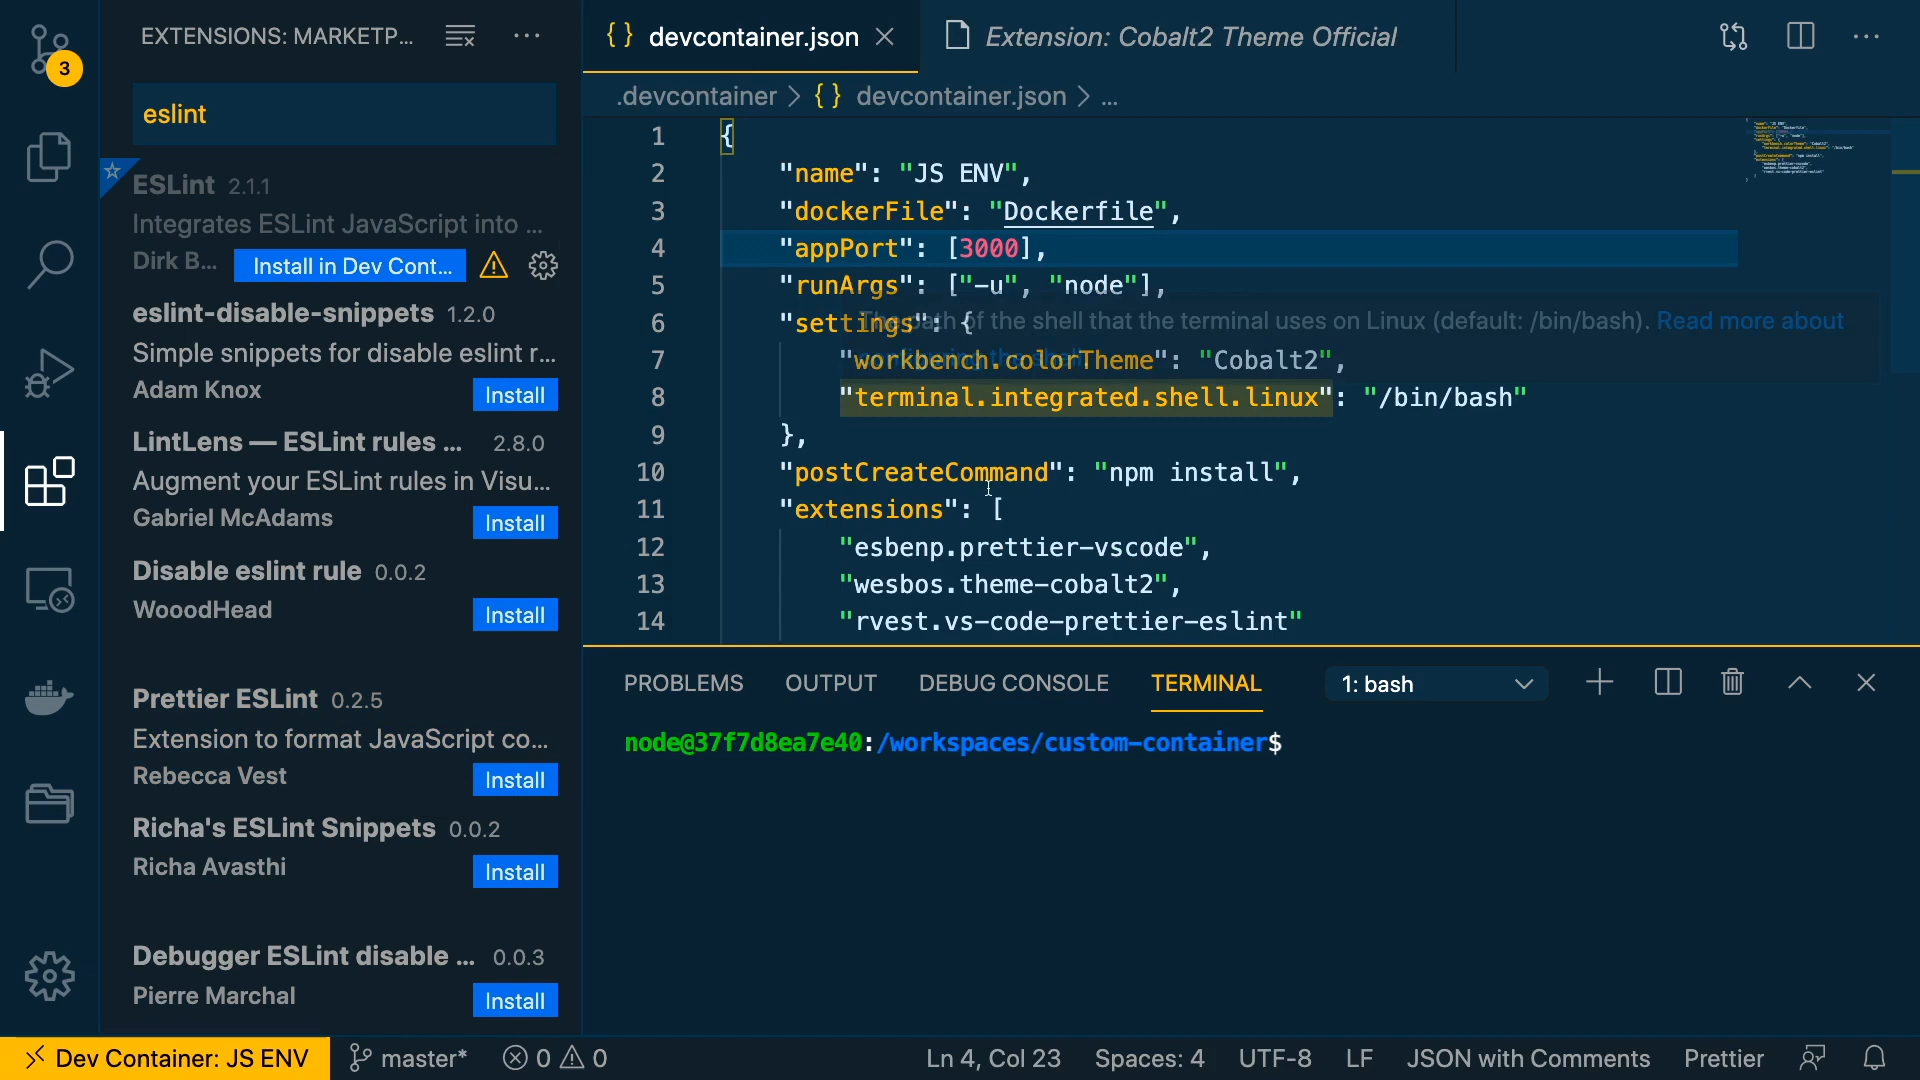 EXTENSIONS: MARKETP...
devcontainer.json
Extension: Cobalt2 Theme Official
3
eslint
.devcontainer > {} devcontainer.json > ...
ESLint 2.1.1
Integrates ESLint JavaScript into ...
Dirk B... Install in Dev Cont...
eslint-disable-snippets 1.2.0
Simple snippets for disable eslint r...
Adam Knox Install
LintLens — ESLint rules ... 2.8.0
Augment your ESLint rules in Visu...
Gabriel McAdams Install
Disable eslint rule 0.0.2
WooodHead Install
Prettier ESLint 0.2.5
Extension to format JavaScript co...
Rebecca Vest Install
Richa's ESLint Snippets 0.0.2
Richa Avasthi Install
Debugger ESLint disable ... 0.0.3
Pierre Marchal Install
1 {
2 "name": "JS ENV",
3 "dockerFile": "Dockerfile",
4 "appPort": [3000],
5 "runArgs": ["-u", "node"],
6 "settings": {
The path of the shell that the terminal uses on Linux (default: /bin/bash). Read more about
configuring the shell.
7 "workbench.colorTheme": "Cobalt2",
8 "terminal.integrated.shell.linux": "/bin/bash"
9 },
10 "postCreateCommand": "npm install",
11 "extensions": [
12 "esbenp.prettier-vscode",
13 "wesbos.theme-cobalt2",
14 "rvest.vs-code-prettier-eslint"
PROBLEMS OUTPUT DEBUG CONSOLE TERMINAL 1: bash
node@37f7d8ea7e40:/workspaces/custom-container$
Dev Container: JS ENV master* 0 0 Ln 4, Col 23 Spaces: 4 UTF-8 LF JSON with Comments Prettier